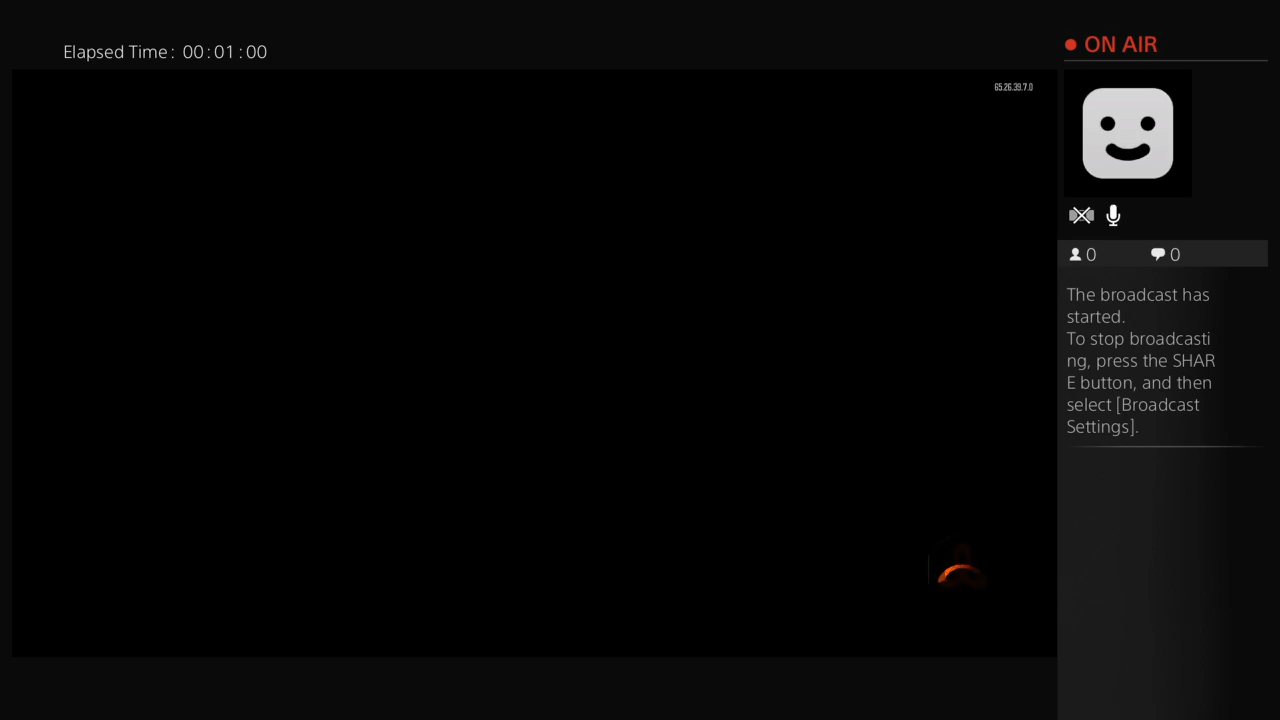 Elapsed Time: 00:01:00
ON AIR
65.26.39.7.0
0 0
The broadcast has
started.
To stop broadcasti
ng, press the SHAR
E button, and then
select [Broadcast
Settings].